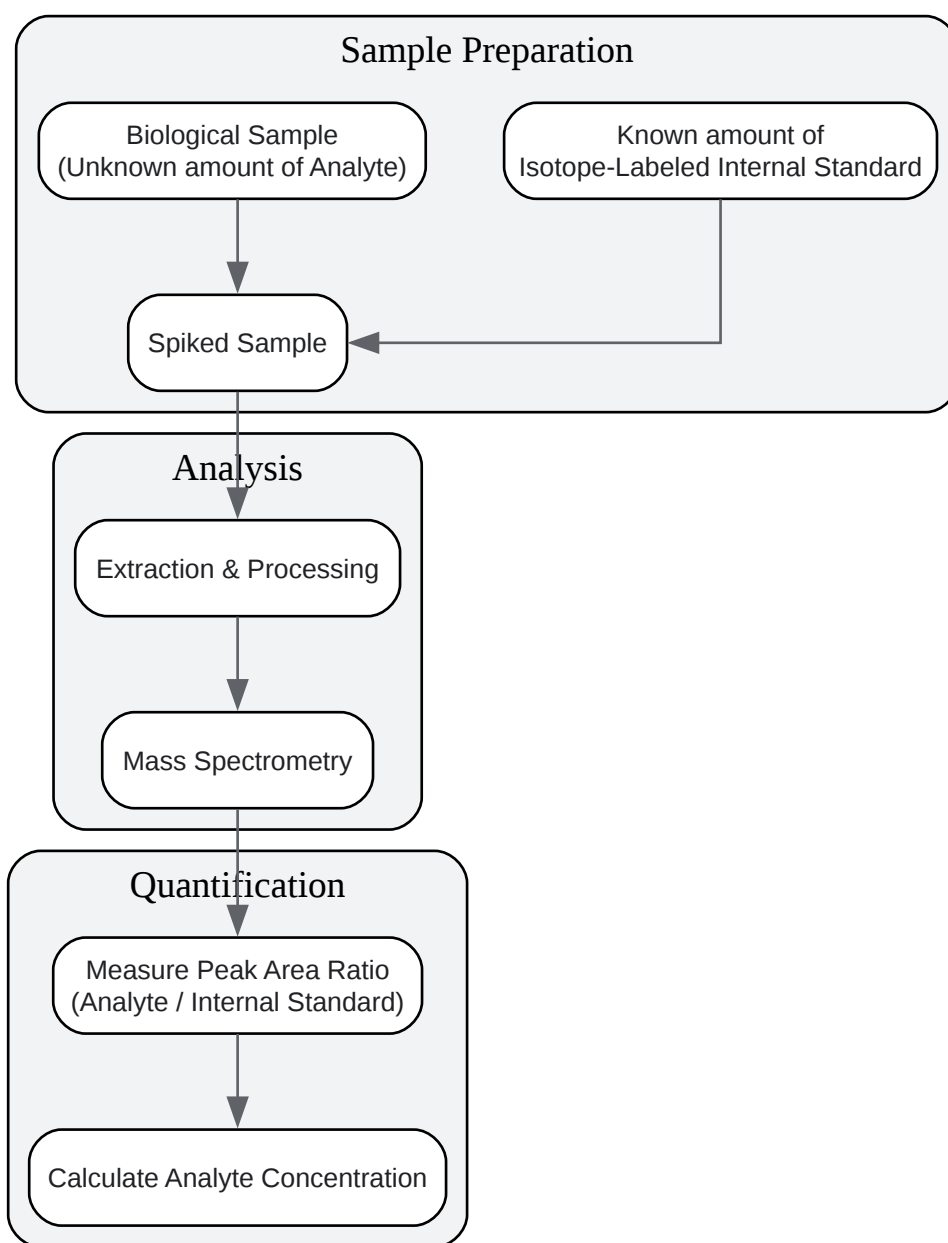 Sample Preparation
Biological Sample
(Unknown amount of Analyte)
Known amount of
Isotope-Labeled Internal Standard
Spiked Sample
Analysis
Extraction & Processing
Mass Spectrometry
Quantification
Measure Peak Area Ratio
(Analyte / Internal Standard)
Calculate Analyte Concentration